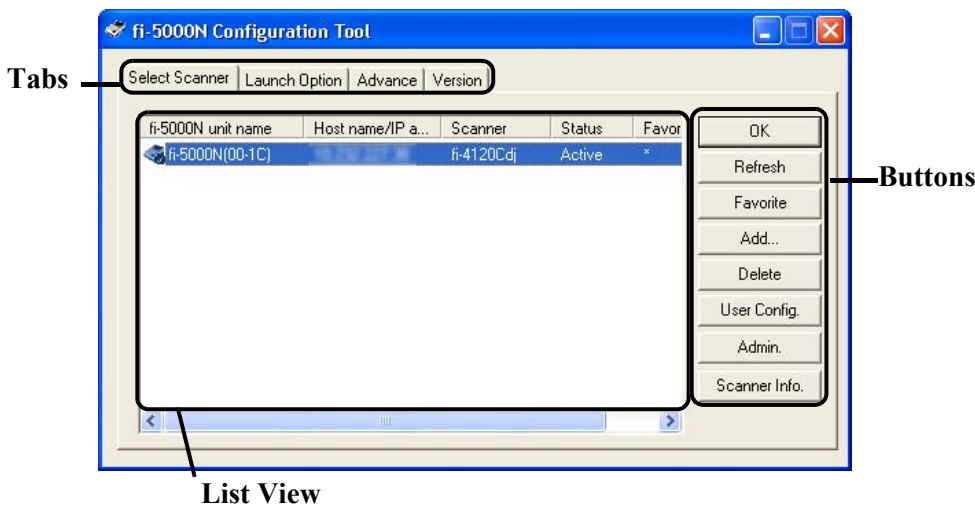 fi-5000N Configuration Tool
Tabs
Select Scanner Launch Option Advance Version
fi-5000N unit name Host name/IP a... Scanner Status Favor
fi-5000N(00-1C) fi-4120Cdj Active *
OK
Refresh
Favorite
Add...
Delete
User Config.
Admin.
Scanner Info.
Buttons
List View